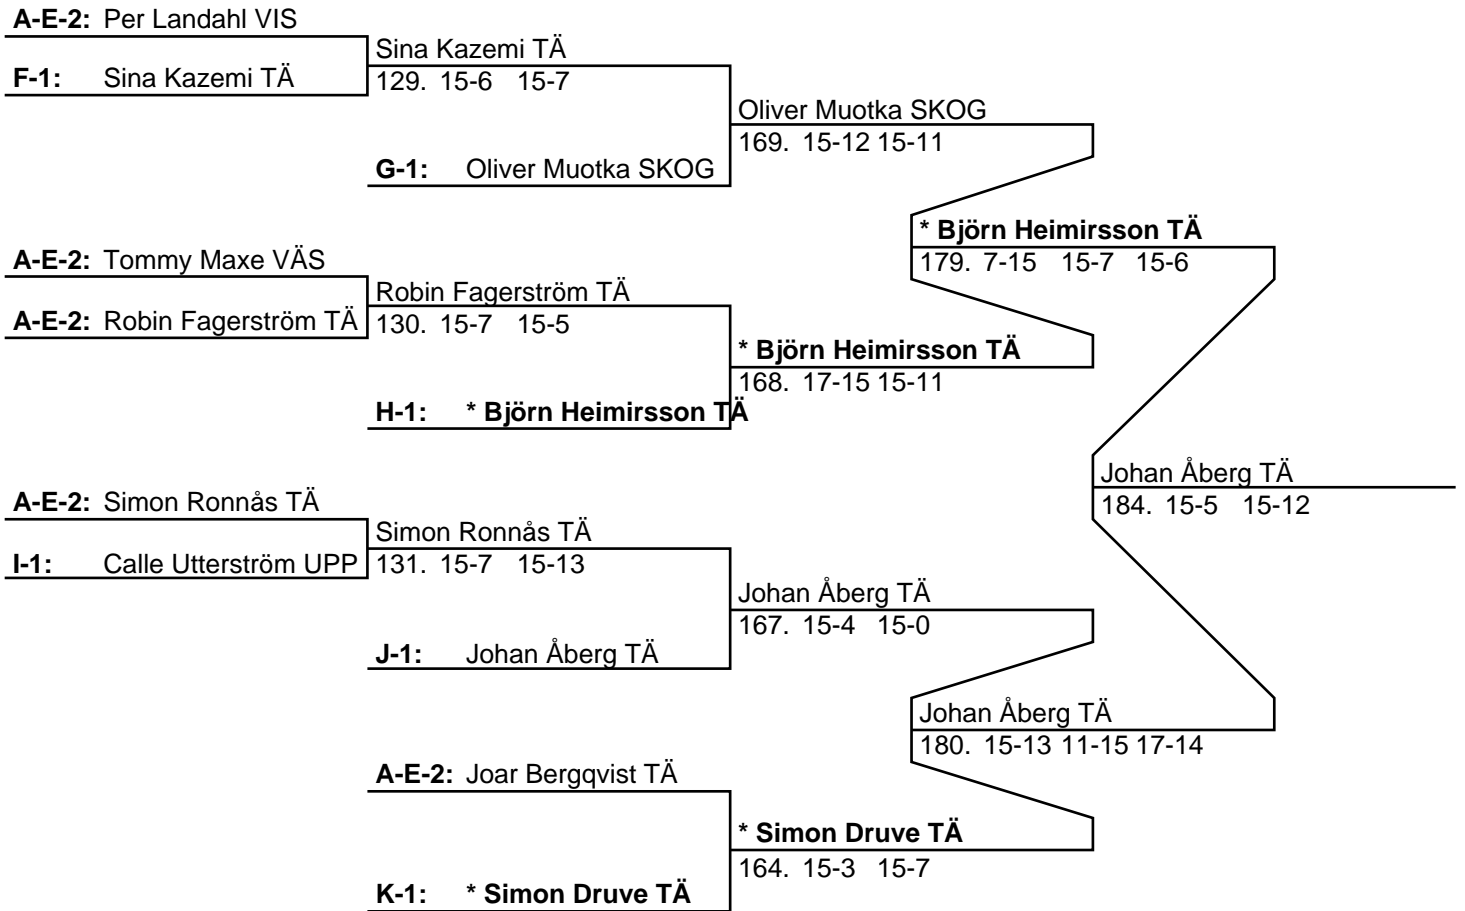 A-E-2: Per Landahl VIS
Sina Kazemi TÄ
F-1: Sina Kazemi TÄ
129. 15-6 15-7
Oliver Muotka SKOG
169. 15-12 15-11
G-1: Oliver Muotka SKOG
* Björn Heimirsson TÄ
179. 7-15 15-7 15-6
A-E-2: Tommy Maxe VÄS
Robin Fagerström TÄ
A-E-2: Robin Fagerström TÄ
130. 15-7 15-5
* Björn Heimirsson TÄ
168. 17-15 15-11
H-1: * Björn Heimirsson TÄ
Johan Åberg TÄ
184. 15-5 15-12
A-E-2: Simon Ronnås TÄ
Simon Ronnås TÄ
I-1: Calle Utterström UPP
131. 15-7 15-13
Johan Åberg TÄ
167. 15-4 15-0
J-1: Johan Åberg TÄ
Johan Åberg TÄ
180. 15-13 11-15 17-14
A-E-2: Joar Bergqvist TÄ
* Simon Druve TÄ
164. 15-3 15-7
K-1: * Simon Druve TÄ